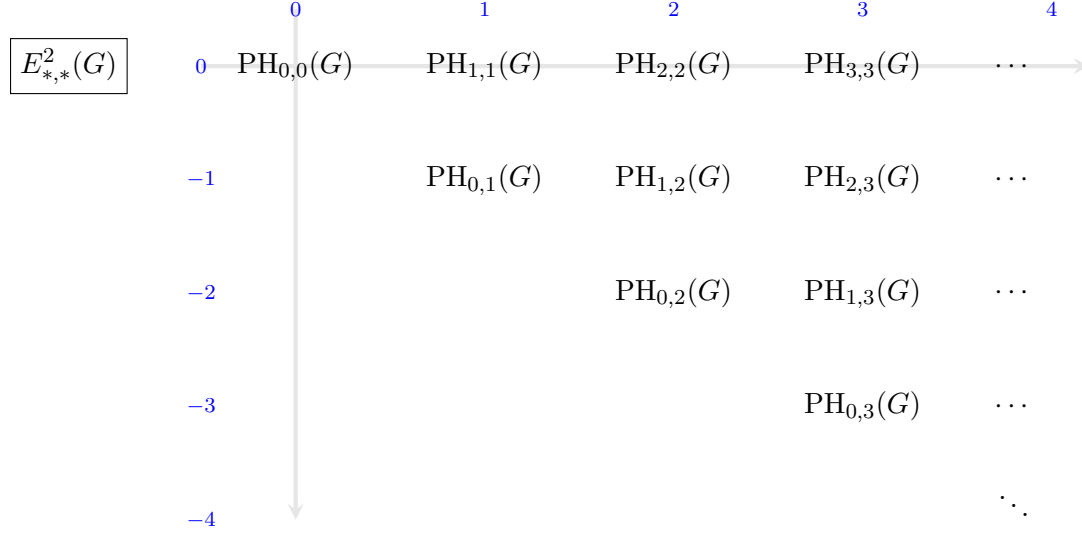 0 1 2 3 4
E^2_{*,*}(G) 0 PH_{0,0}(G) PH_{1,1}(G) PH_{2,2}(G) PH_{3,3}(G) ⋯
−1 PH_{0,1}(G) PH_{1,2}(G) PH_{2,3}(G) ⋯
−2 PH_{0,2}(G) PH_{1,3}(G) ⋯
−3 PH_{0,3}(G) ⋯
−4 ⋱